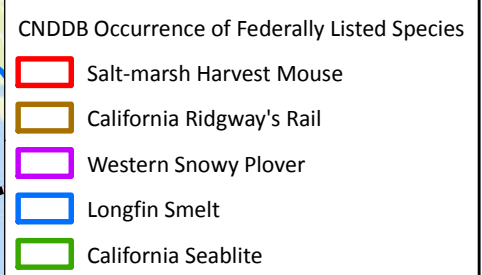 CNDDB Occurrence of Federally Listed Species
Salt-marsh Harvest Mouse
California Ridgway's Rail
Western Snowy Plover
Longfin Smelt
California Seablite